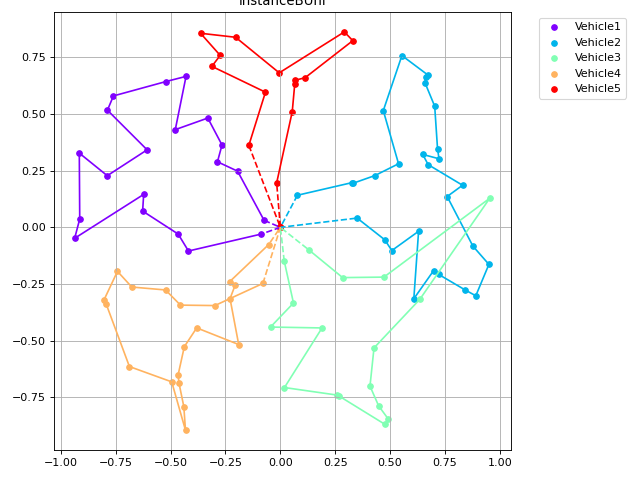 InstanceBUni
0.75
0.50
0.25
0.00
−0.25
−0.50
−0.75
−1.00 −0.75 −0.50 −0.25 0.00 0.25 0.50 0.75 1.00
Vehicle1
Vehicle2
Vehicle3
Vehicle4
Vehicle5